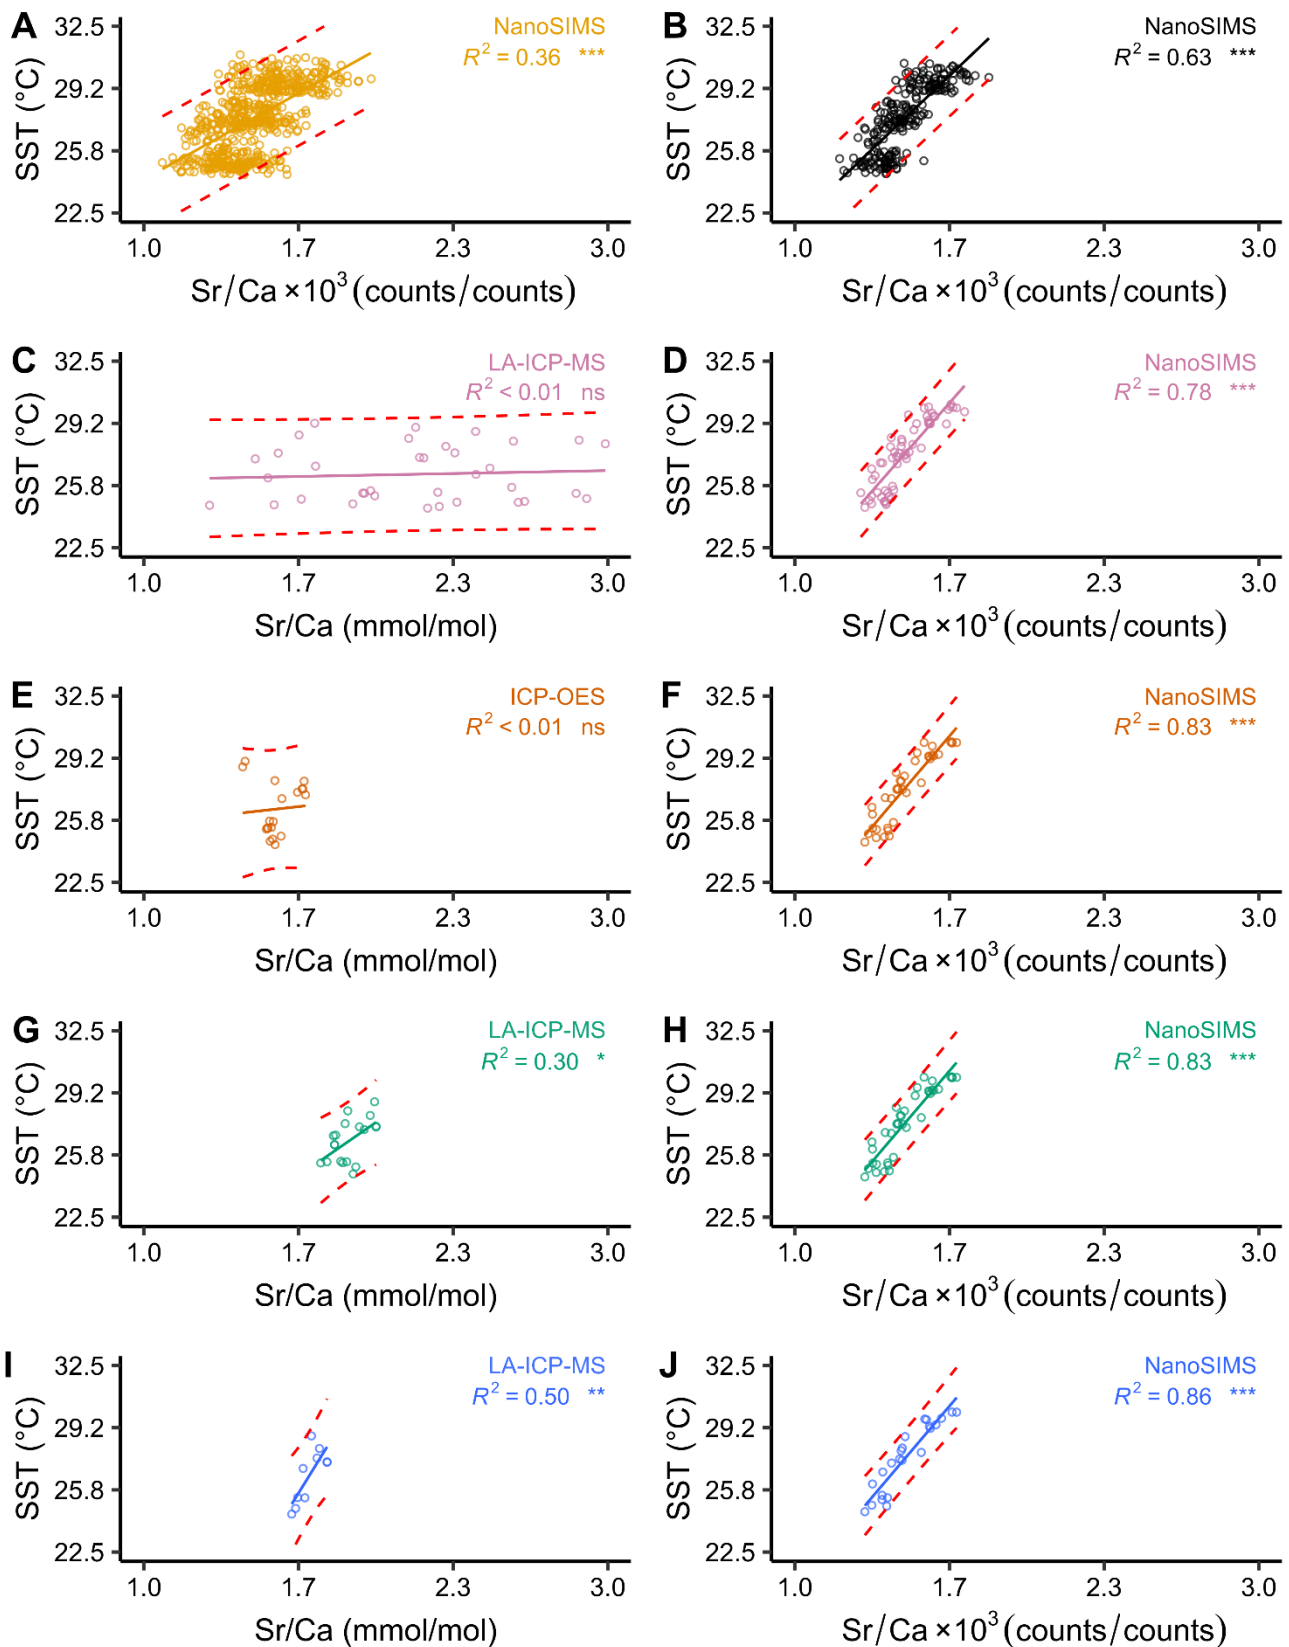 A
NanoSIMS
R² = 0.36 ***
SST (°C)
32.5
29.2
25.8
22.5
1.0 1.7 2.3 3.0
Sr/Ca ×10³ (counts/counts)
B
NanoSIMS
R² = 0.63 ***
SST (°C)
32.5
29.2
25.8
22.5
1.0 1.7 2.3 3.0
Sr/Ca ×10³ (counts/counts)
C
LA-ICP-MS
R² < 0.01 ns
SST (°C)
32.5
29.2
25.8
22.5
1.0 1.7 2.3 3.0
Sr/Ca (mmol/mol)
D
NanoSIMS
R² = 0.78 ***
SST (°C)
32.5
29.2
25.8
22.5
1.0 1.7 2.3 3.0
Sr/Ca ×10³ (counts/counts)
E
ICP-OES
R² < 0.01 ns
SST (°C)
32.5
29.2
25.8
22.5
1.0 1.7 2.3 3.0
Sr/Ca (mmol/mol)
F
NanoSIMS
R² = 0.83 ***
SST (°C)
32.5
29.2
25.8
22.5
1.0 1.7 2.3 3.0
Sr/Ca ×10³ (counts/counts)
G
LA-ICP-MS
R² = 0.30 *
SST (°C)
32.5
29.2
25.8
22.5
1.0 1.7 2.3 3.0
Sr/Ca (mmol/mol)
H
NanoSIMS
R² = 0.83 ***
SST (°C)
32.5
29.2
25.8
22.5
1.0 1.7 2.3 3.0
Sr/Ca ×10³ (counts/counts)
I
LA-ICP-MS
R² = 0.50 **
SST (°C)
32.5
29.2
25.8
22.5
1.0 1.7 2.3 3.0
Sr/Ca (mmol/mol)
J
NanoSIMS
R² = 0.86 ***
SST (°C)
32.5
29.2
25.8
22.5
1.0 1.7 2.3 3.0
Sr/Ca ×10³ (counts/counts)